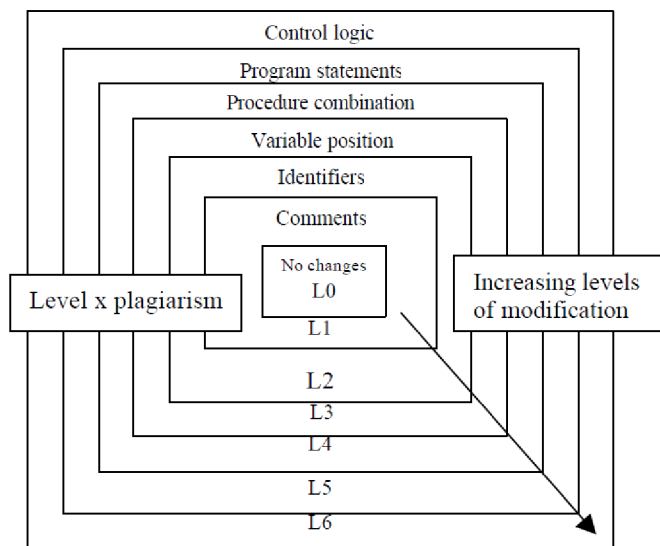 Control logic
Program statements
Procedure combination
Variable position
Identifiers
Comments
No changes
L0
Level x plagiarism
Increasing levels
of modification
L1
L2
L3
L4
L5
L6